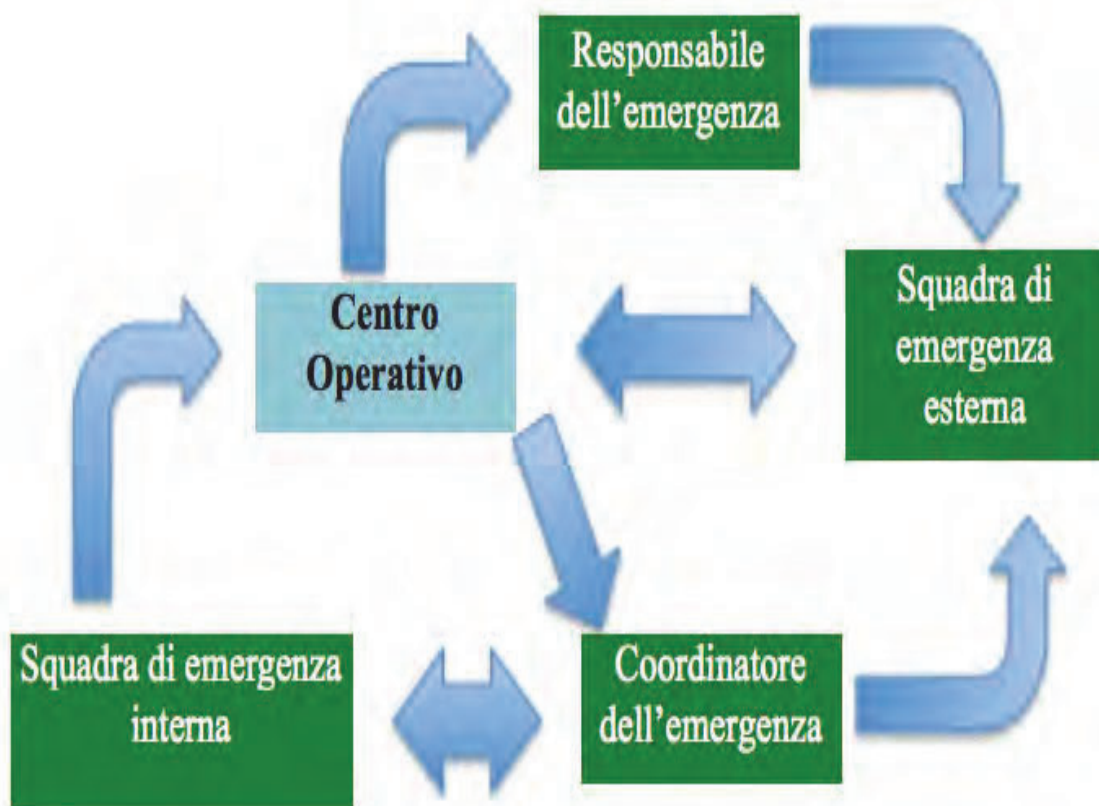 Responsabile
dell’emergenza
Centro
Operativo
Squadra di
emergenza
esterna
Squadra di emergenza
interna
Coordinatore
dell’emergenza